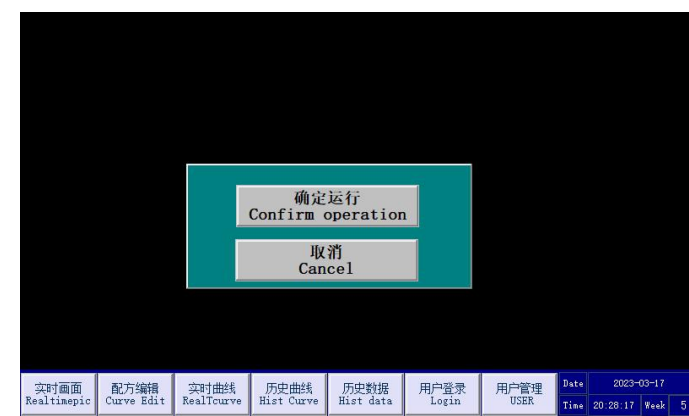 确定运行
Confirm operation
取消
Cancel
实时画面
Realtimepic
配方编辑
Curve Edit
实时曲线
RealTcurve
历史曲线
Hist Curve
历史数据
Hist data
用户登录
Login
用户管理
USER
Date 2023-03-17
Time 20:28:17 Week 5